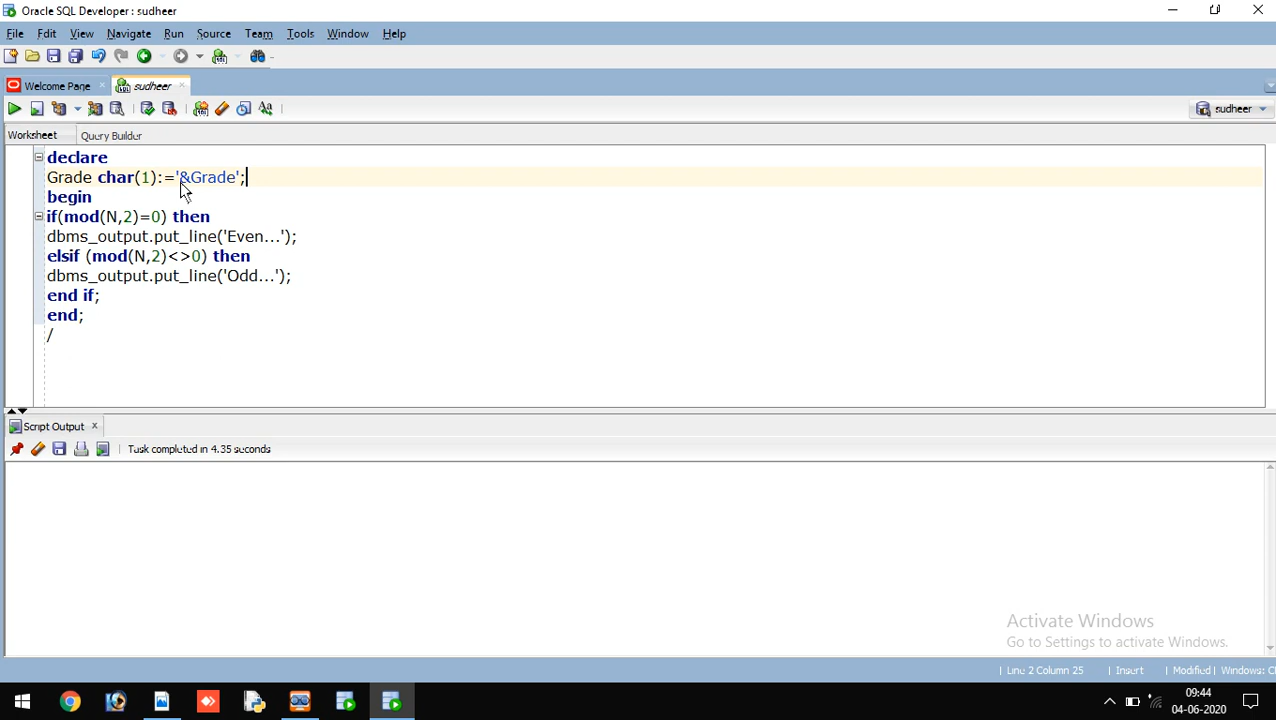 Oracle SQL Developer : sudheer
File Edit View Navigate Run Source Team Tools Window Help
Welcome Page sudheer
sudheer
Worksheet Query Builder
declare
Grade char(1):='&Grade';
begin
if(mod(N,2)=0) then
dbms_output.put_line('Even...');
elsif (mod(N,2)<>0) then
dbms_output.put_line('Odd...');
end if;
end;
/
Script Output
Task completed in 4.35 seconds
Activate Windows
Go to Settings to activate Windows.
Line 2 Column 25 | Insert | Modified | Windows: C
09:44
04-06-2020